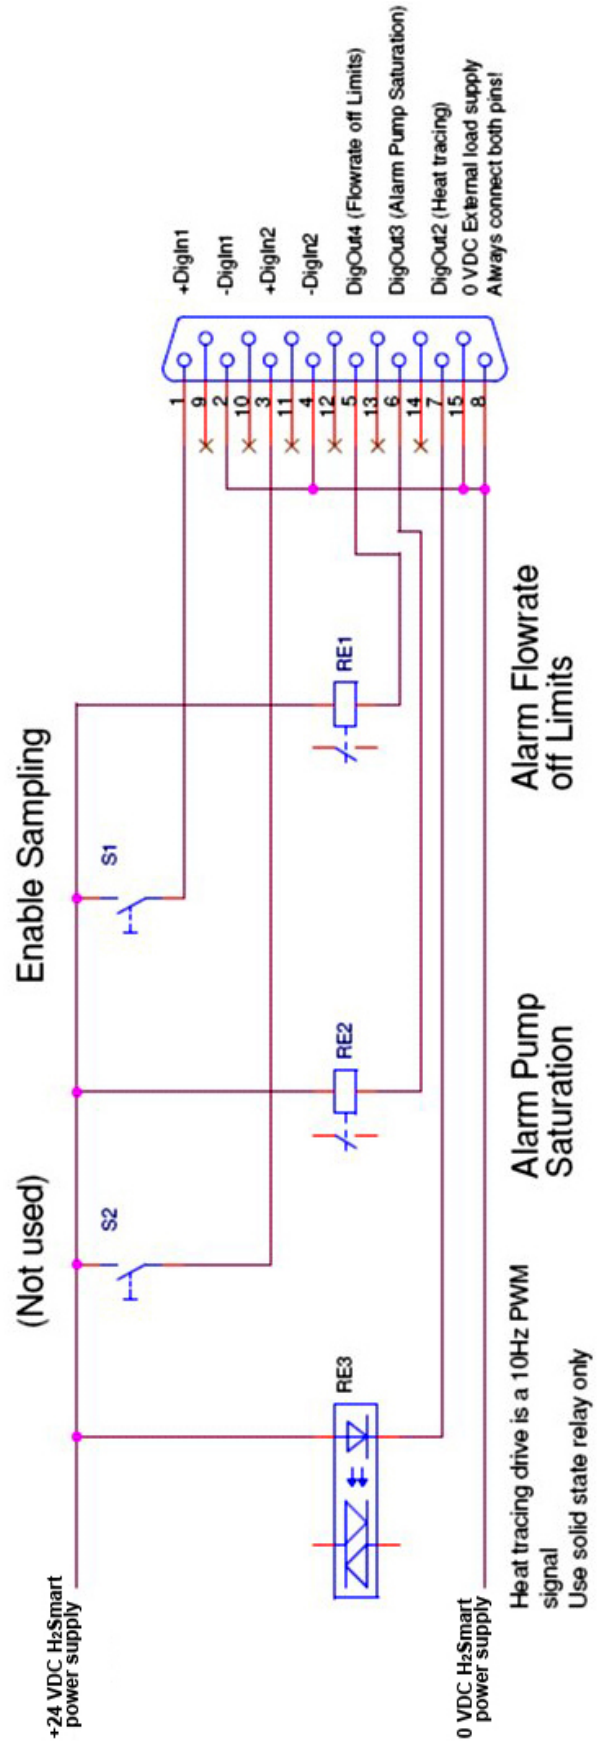 +24 VDC H2Smart
power supply
0 VDC H2Smart
power supply
(Not used)
Enable Sampling
S2
S1
RE3
RE2
RE1
Heat tracing drive is a 10Hz PWM
signal
Use solid state relay only
Alarm Pump
Saturation
Alarm Flowrate
off Limits
1
9
2
10
3
11
4
12
5
13
6
14
7
15
8
+DigIn1
-DigIn1
+DigIn2
-DigIn2
DigOut4 (Flowrate off Limits)
DigOut3 (Alarm Pump Saturation)
DigOut2 (Heat tracing)
0 VDC External load supply
Always connect both pins!